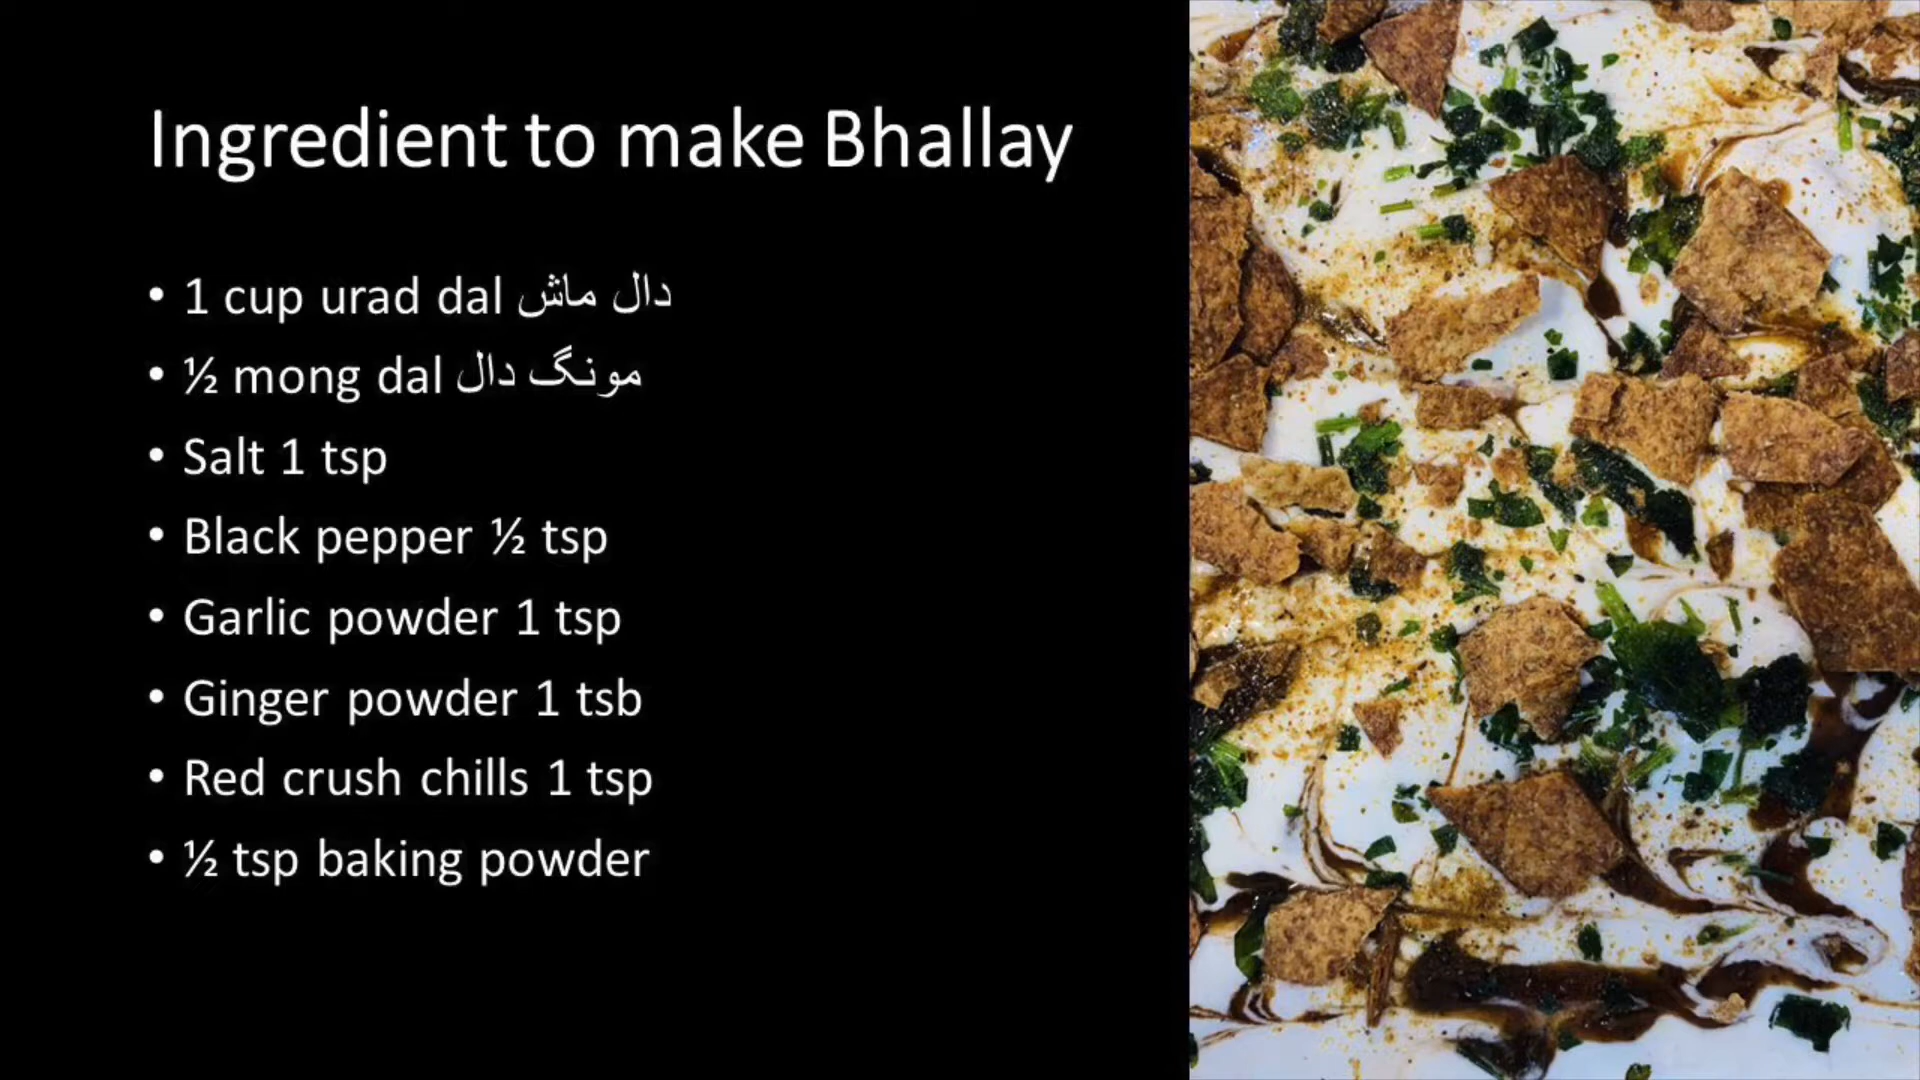 Ingredient to make Bhallay
• 1 cup urad dal دال ماش
• ½ mong dal مونگ دال
• Salt 1 tsp
• Black pepper ½ tsp
• Garlic powder 1 tsp
• Ginger powder 1 tsb
• Red crush chills 1 tsp
• ½ tsp baking powder